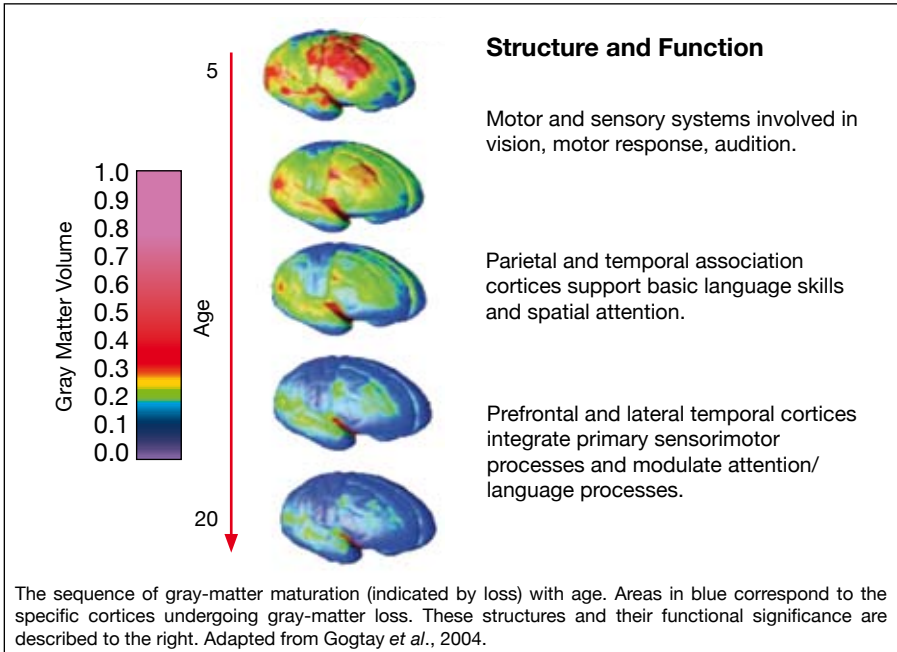 Structure and Function
5
Motor and sensory systems involved in
vision, motor response, audition.
1.0
0.9
0.8
0.7
0.6
0.5
0.4
0.3
0.2
0.1
0.0
Gray Matter Volume
Age
Parietal and temporal association
cortices support basic language skills
and spatial attention.
Prefrontal and lateral temporal cortices
integrate primary sensorimotor
processes and modulate attention/
language processes.
20
The sequence of gray-matter maturation (indicated by loss) with age. Areas in blue correspond to the
specific cortices undergoing gray-matter loss. These structures and their functional significance are
described to the right. Adapted from Gogtay et al., 2004.